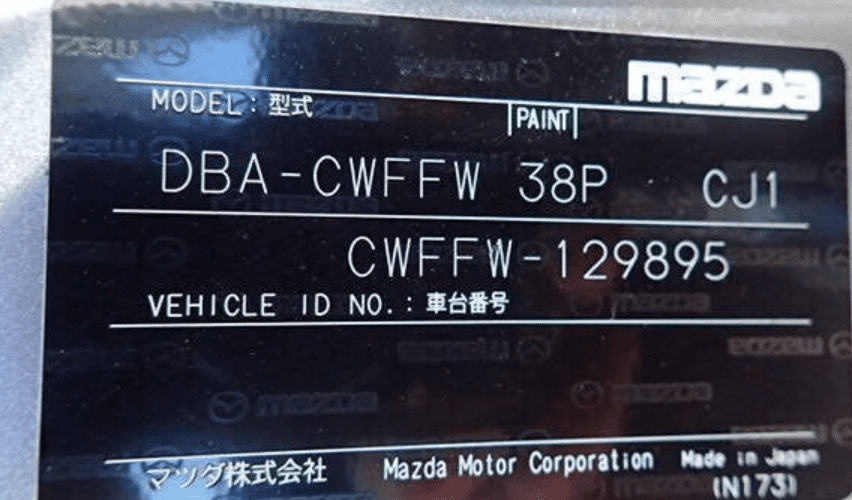 mazda
MODEL: 型式
PAINT
DBA-CWFFW 38P CJ1
CWFFW-129895
VEHICLE ID NO.: 車台番号
マツダ株式会社 Mazda Motor Corporation Made in Japan
(N173)